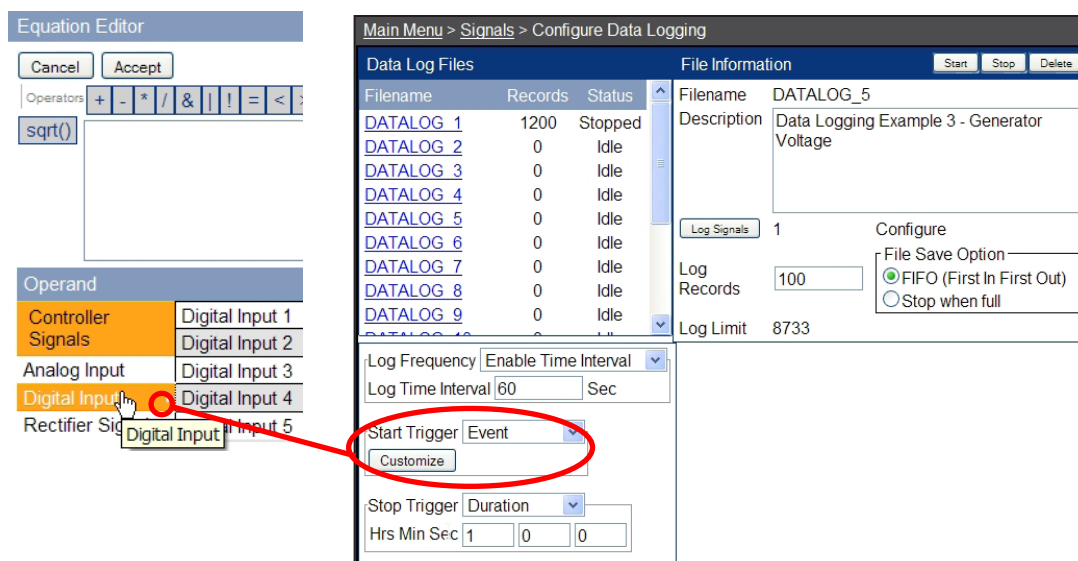 Equation Editor
Cancel Accept
Operators + - * / & | ! = <
sqrt()
Operand
Controller
Signals
Analog Input
Digital Input
Rectifier
Digital Input
Digital Input 1
Digital Input 2
Digital Input 3
Digital Input 4
Input 5
Main Menu > Signals > Configure Data Logging
Data Log Files
Filename Records Status
DATALOG_1 1200 Stopped
DATALOG_2 0 Idle
DATALOG_3 0 Idle
DATALOG_4 0 Idle
DATALOG_5 0 Idle
DATALOG_6 0 Idle
DATALOG_7 0 Idle
DATALOG_8 0 Idle
DATALOG_9 0 Idle
File Information Start Stop Delete
Filename DATALOG_5
Description Data Logging Example 3 - Generator
Voltage
Log Signals 1 Configure
File Save Option
Log
Records 100
FIFO (First In First Out)
Stop when full
Log Limit 8733
Log Frequency Enable Time Interval
Log Time Interval 60 Sec
Start Trigger Event
Customize
Stop Trigger Duration
Hrs Min Sec 1 0 0